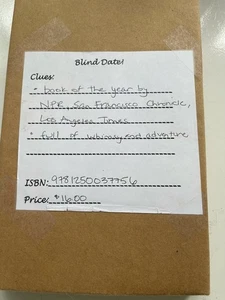 Blind Date!
Clues:
• book of the year by
NPR, San Francisco Chronicle,
Los Angeles Times
• full of whimsy and adventure
ISBN: 9781250037756
Price: $16.00